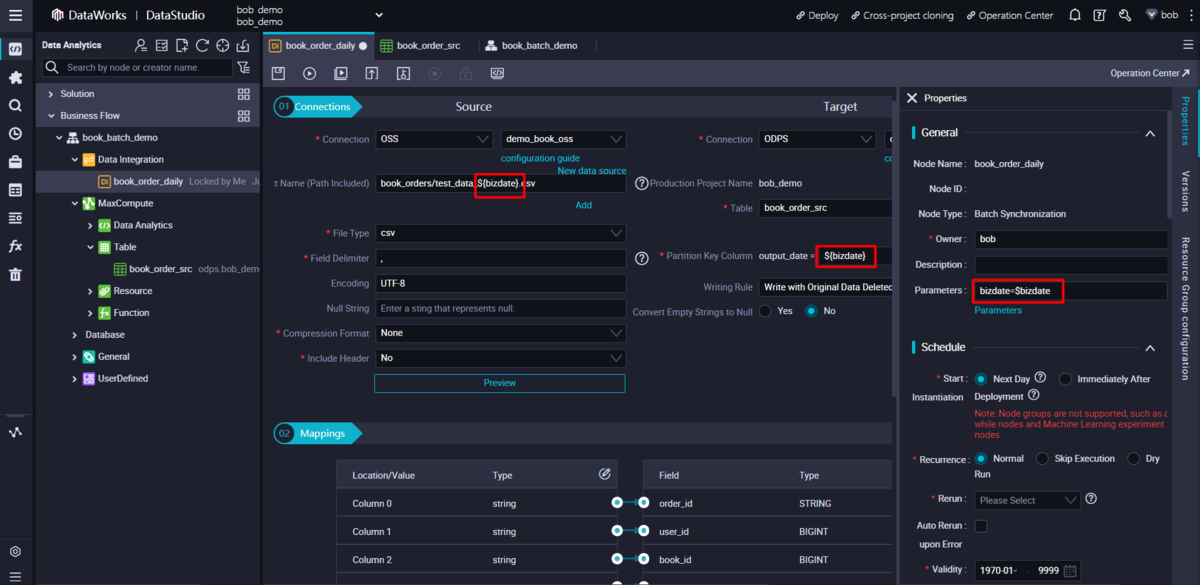 DataWorks | DataStudio
bob_demo
bob_demo
Deploy
Cross-project cloning
Operation Center
bob
Data Analytics
Search by node or creator name.
Solution
Business Flow
book_batch_demo
Data Integration
book_order_daily Locked by Me Ju
MaxCompute
Data Analytics
Table
book_order_src odps.bob_demo
Resource
Function
Database
General
UserDefined
book_order_daily
book_order_src
book_batch_demo
Operation Center
01 Connections
Source
Target
* Connection OSS demo_book_oss
configuration guide
New data source
ct Name (Path Included) book_orders/test_data_${bizdate}.csv
Add
* File Type csv
* Field Delimiter ,
Encoding UTF-8
Null String Enter a sting that represents null.
* Compression Format None
* Include Header No
Preview
* Connection ODPS
co
Production Project Name bob_demo
* Table book_order_src
* Partition Key Column output_date = ${bizdate}
Writing Rule Write with Original Data Deleted
Convert Empty Strings to Null Yes No
02 Mappings
Location/Value Type Field Type
Column 0 string order_id STRING
Column 1 string user_id BIGINT
Column 2 string book_id BIGINT
Properties
General
Node Name : book_order_daily
Node ID :
Node Type : Batch Synchronization
* Owner : bob
Description :
Parameters : bizdate=$bizdate
Parameters
Schedule
* Start Instantiation : Next Day Immediately After Deployment
Note: Node groups are not supported, such as
while nodes and Machine Learning experiment
nodes.
* Recurrence : Normal Skip Execution Dry Run
* Rerun : Please Select
Auto Rerun : upon Error
* Validity : 1970-01- - 9999
Properties
Versions
Resource Group configuration